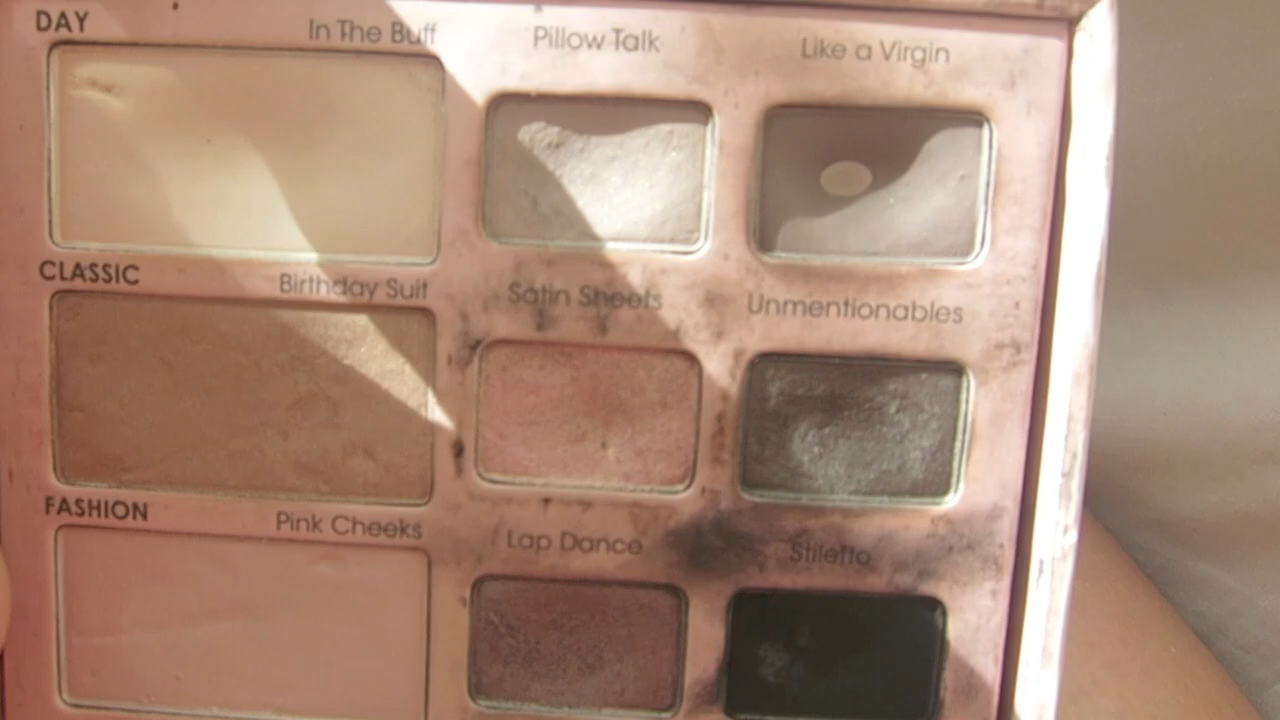 DAY In The Buff Pillow Talk Like a Virgin
CLASSIC Birthday Suit Satin Sheets Unmentionables
FASHION Pink Cheeks Lap Dance Stiletto